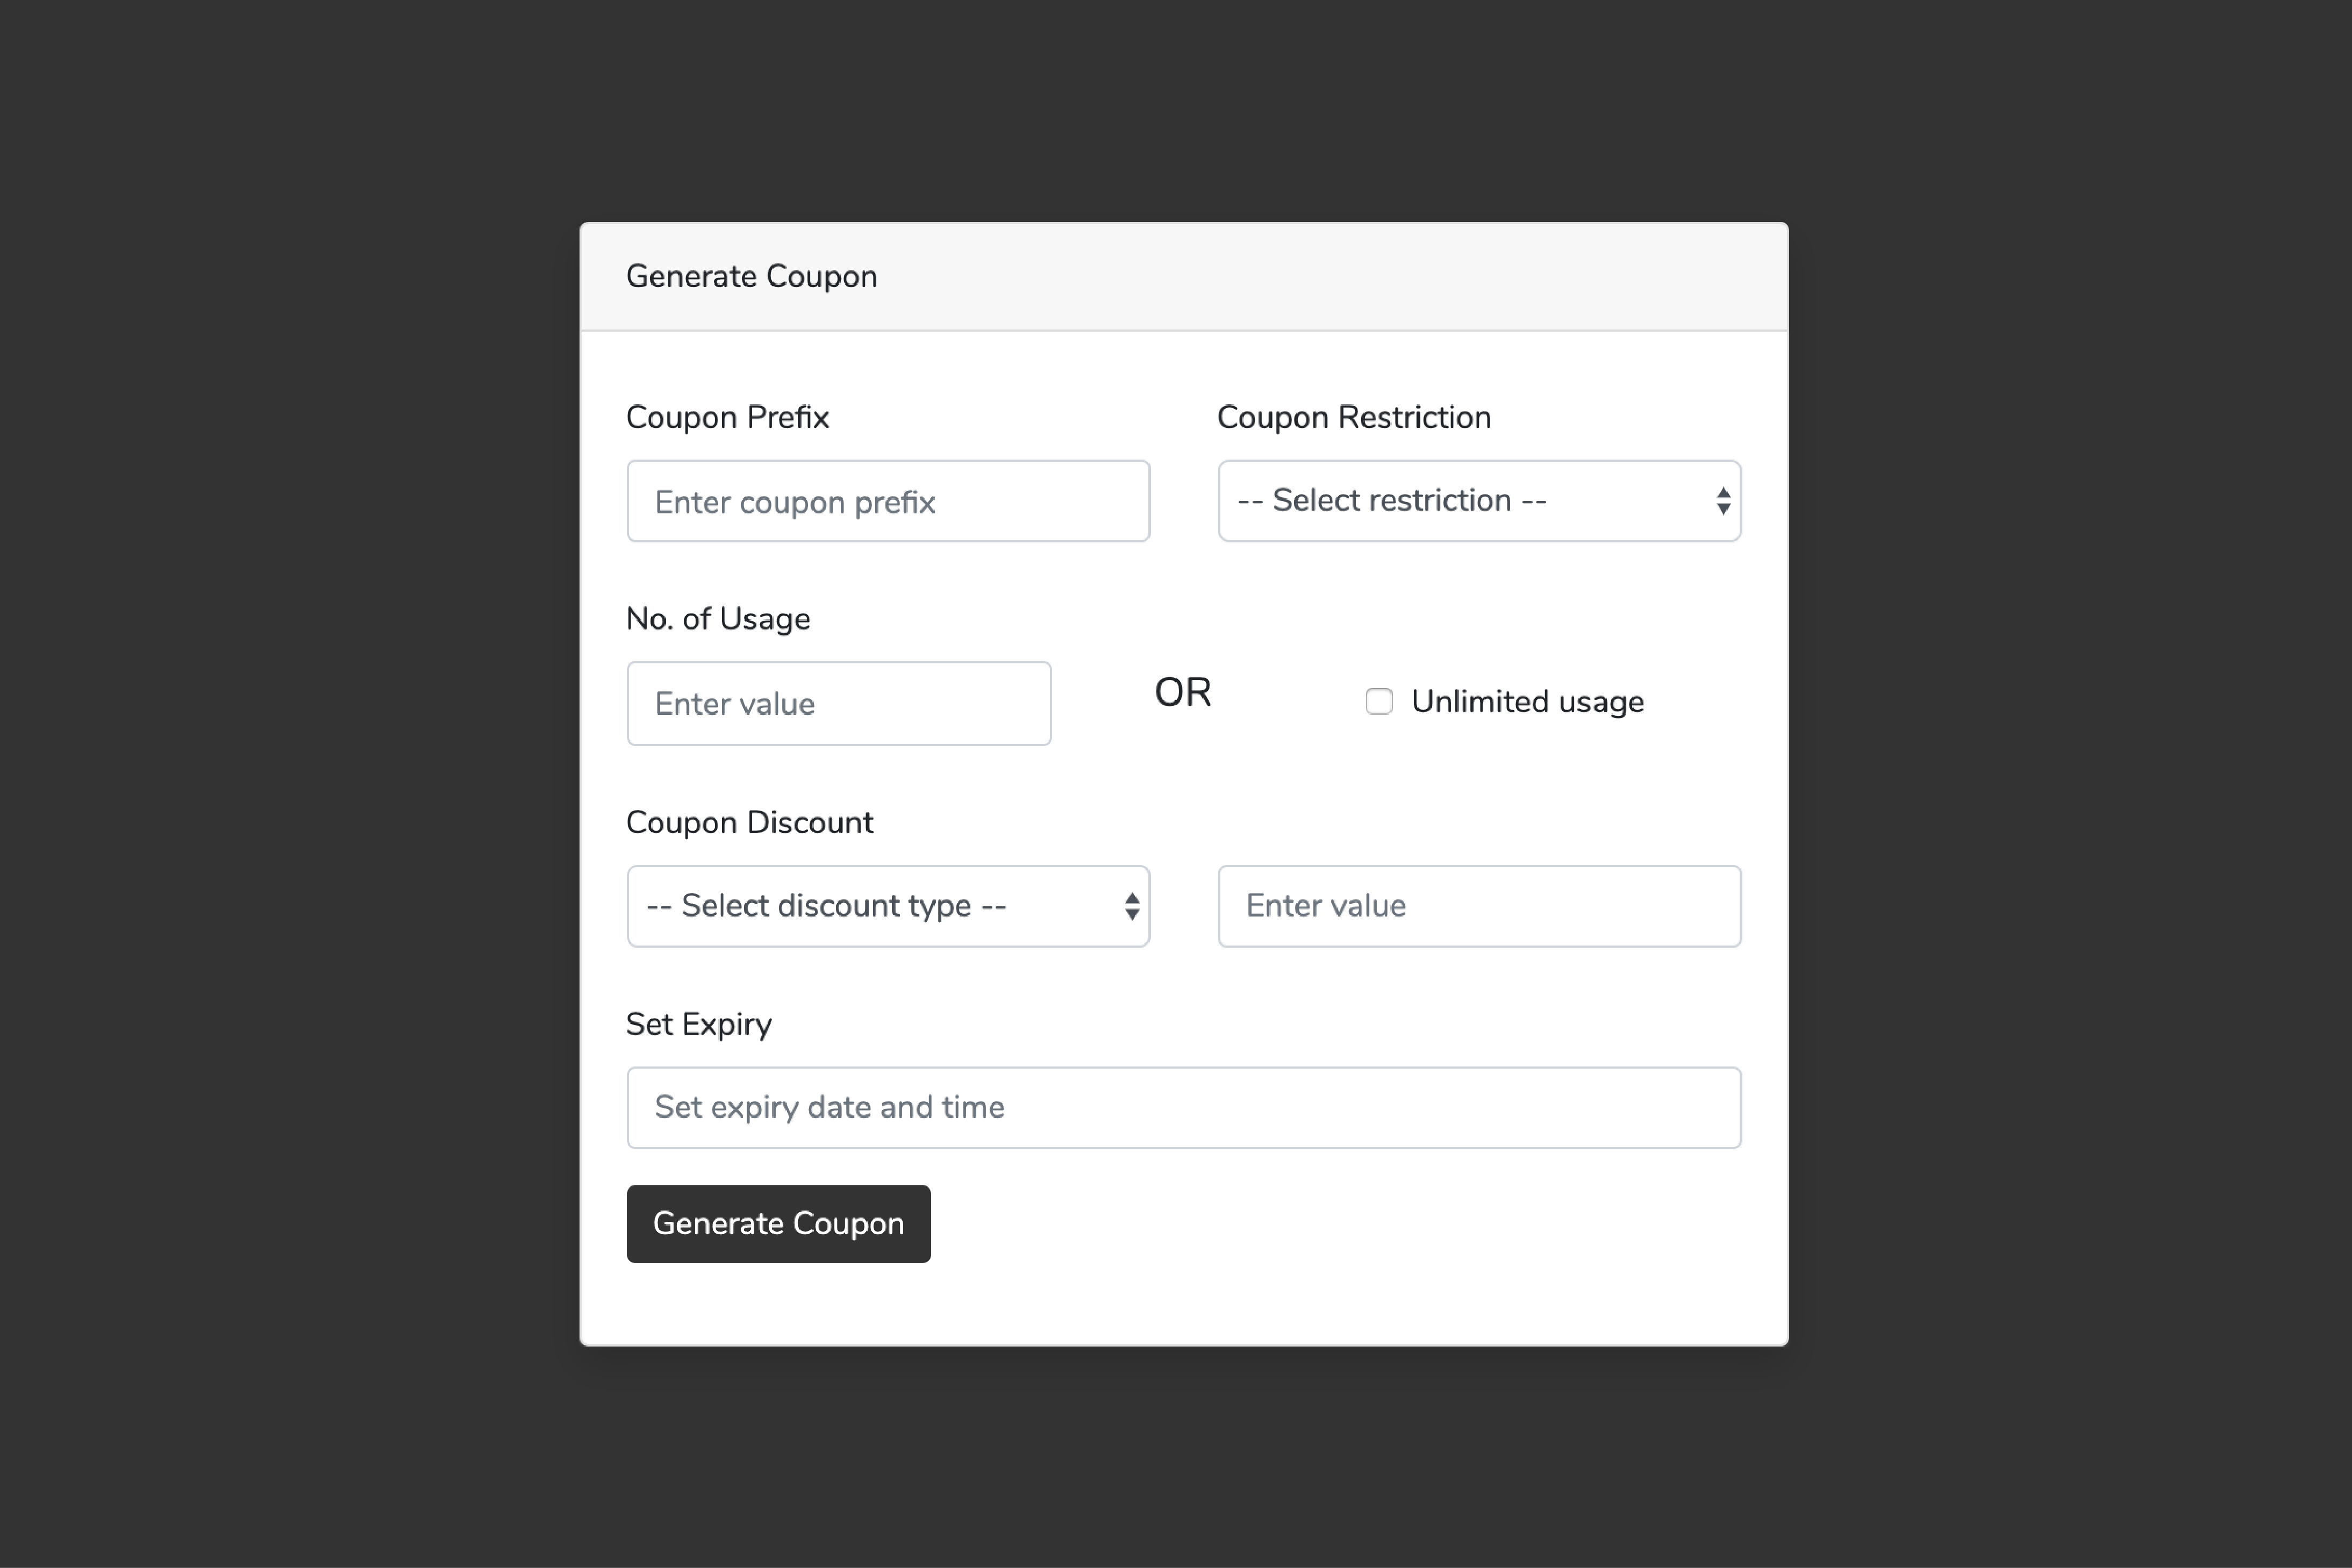 Generate Coupon
Coupon Prefix
Coupon Restriction
Enter coupon prefix
-- Select restriction --
No. of Usage
Enter value
OR
Unlimited usage
Coupon Discount
-- Select discount type --
Enter value
Set Expiry
Set expiry date and time
Generate Coupon